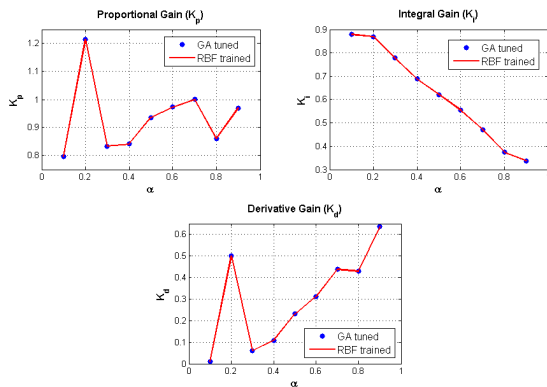 Proportional Gain (Kp)
1.2
1
0.8
Kp
0 0.2 0.4 0.6 0.8 1
α
GA tuned
RBF trained
Integral Gain (Ki)
0.9
0.8
0.7
0.6
0.5
0.4
0.3
Ki
0 0.2 0.4 0.6 0.8 1
α
GA tuned
RBF trained
Derivative Gain (Kd)
0.6
0.5
0.4
0.3
0.2
0.1
0
Kd
0 0.2 0.4 0.6 0.8 1
α
GA tuned
RBF trained